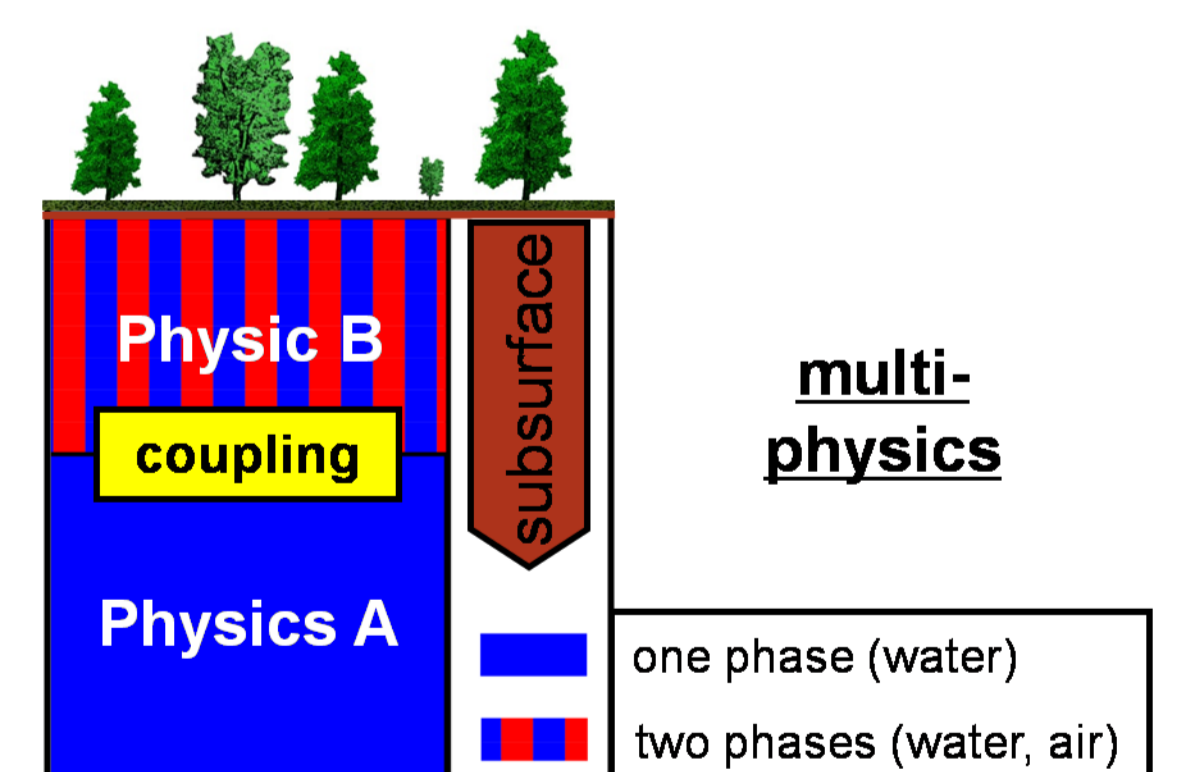 Physic B
coupling
Physics A
subsurface
multi-
physics
one phase (water)
two phases (water, air)